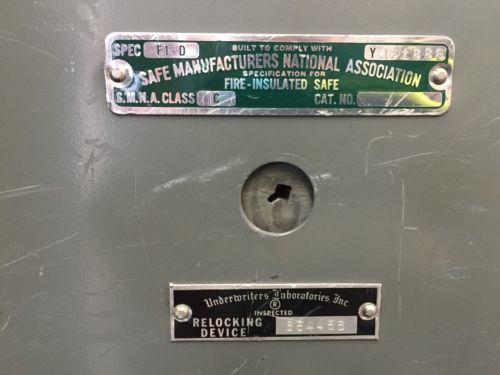 SPEC F1-D BUILT TO COMPLY WITH Y
SAFE MANUFACTURERS NATIONAL ASSOCIATION
SPECIFICATION FOR
FIRE-INSULATED SAFE
S.M.N.A. CLASS C CAT. NO.
Underwriters' Laboratories, Inc.
®
INSPECTED
RELOCKING
DEVICE